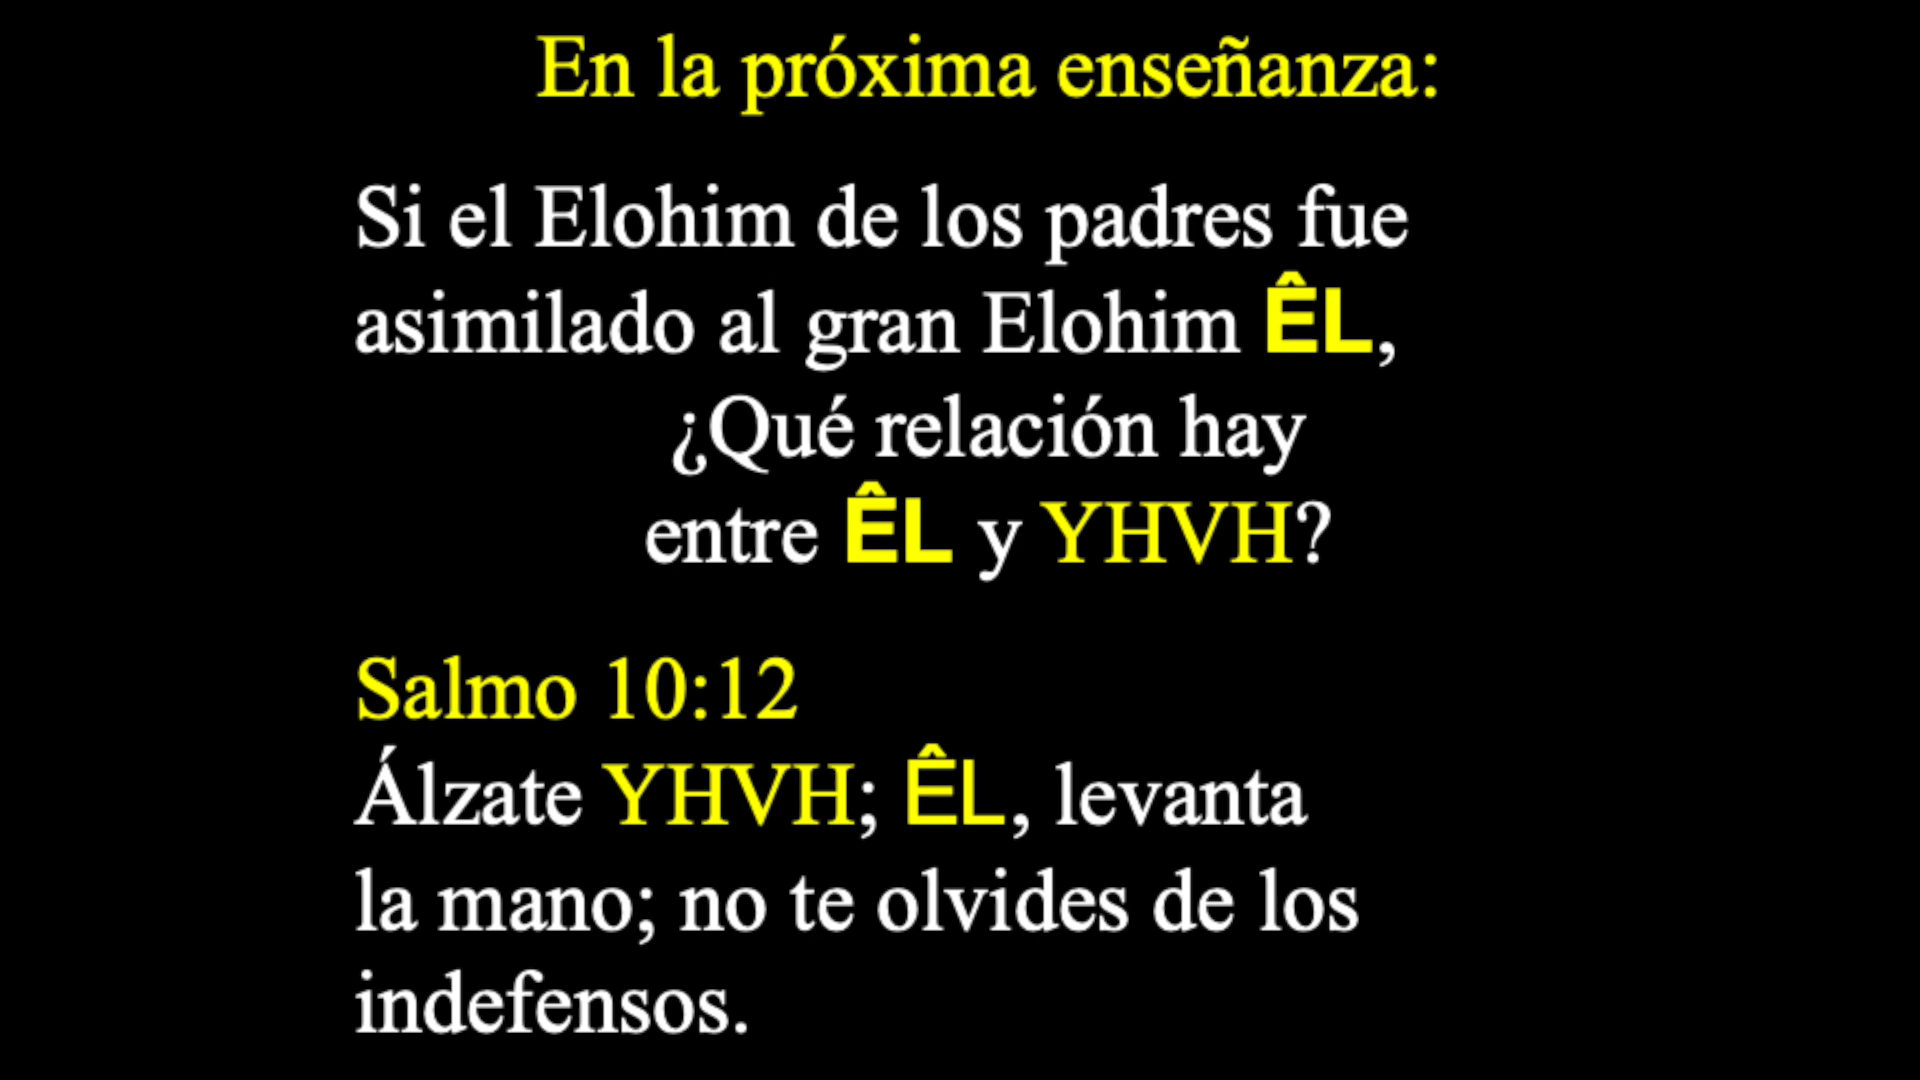 En la próxima enseñanza:
Si el Elohim de los padres fue
asimilado al gran Elohim ÊL,
¿Qué relación hay
entre ÊL y YHVH?
Salmo 10:12
Álzate YHVH; ÊL, levanta
la mano; no te olvides de los
indefensos.